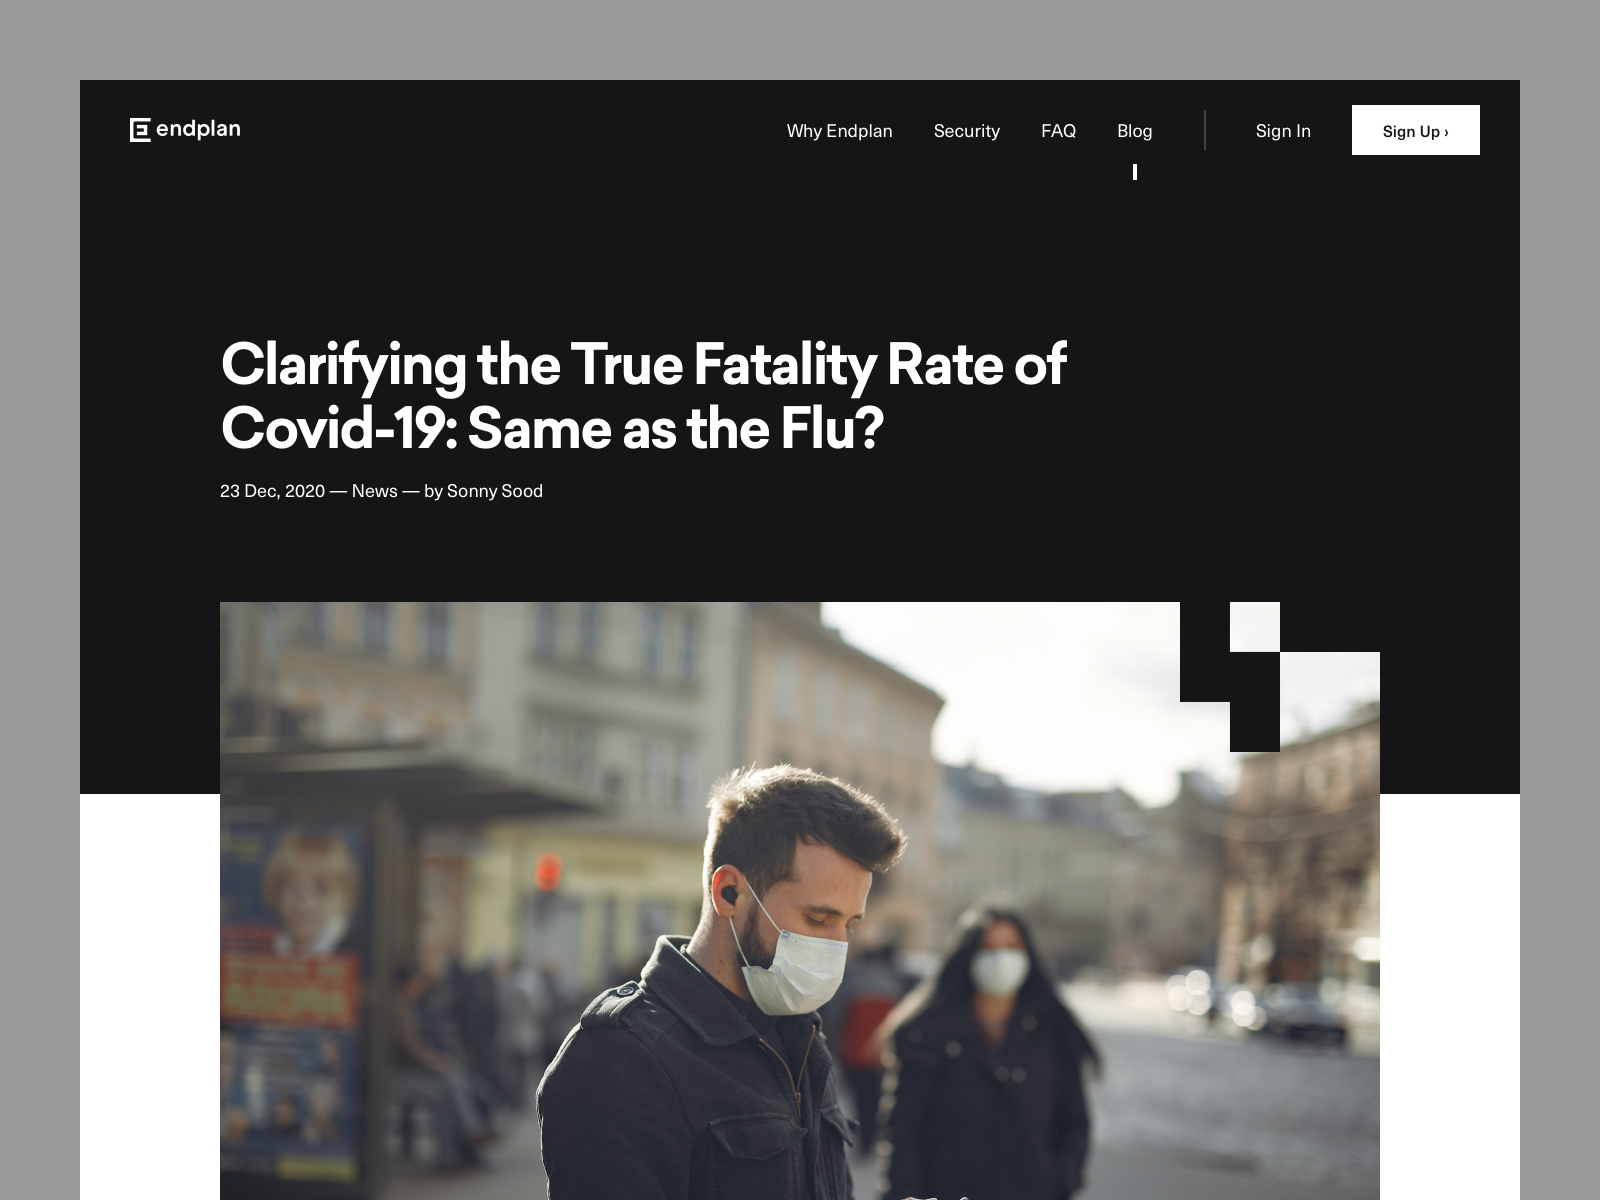 endplan
Why Endplan
Security
FAQ
Blog
Sign In
Sign Up ›
Clarifying the True Fatality Rate of
Covid-19: Same as the Flu?
23 Dec, 2020 — News — by Sonny Sood